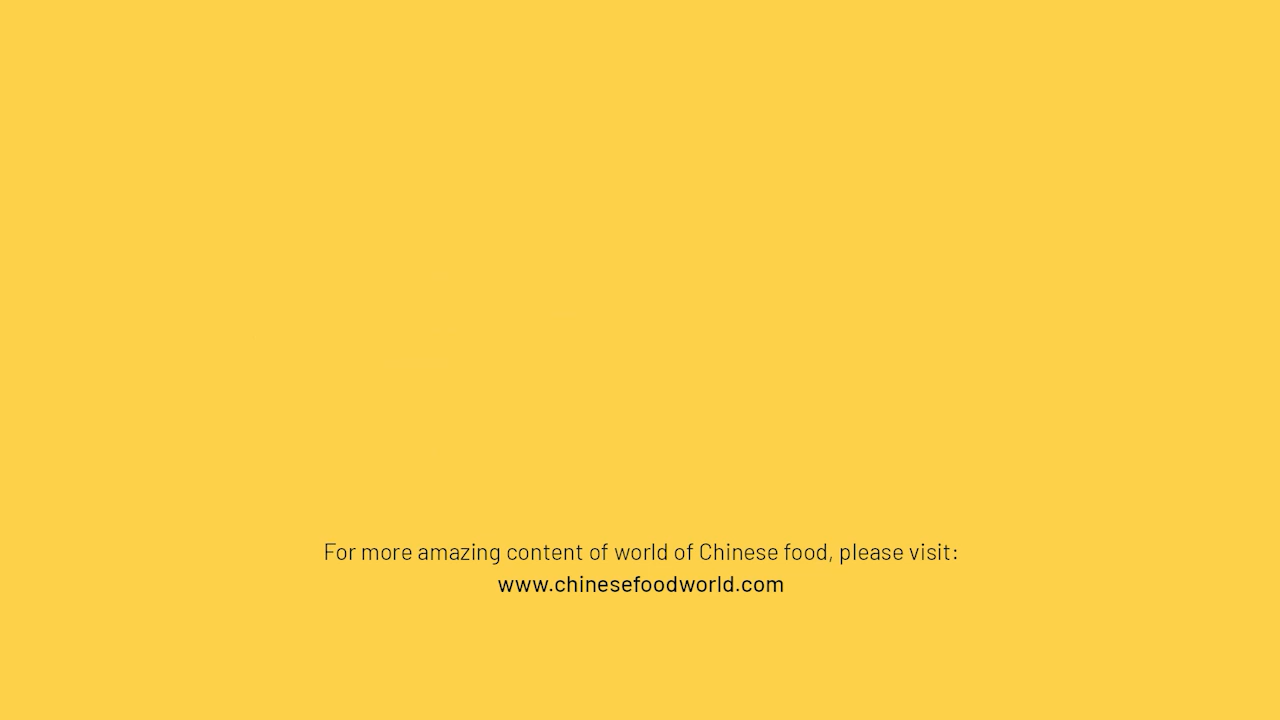 For more amazing content of world of Chinese food, please visit:
www.chinesefoodworld.com